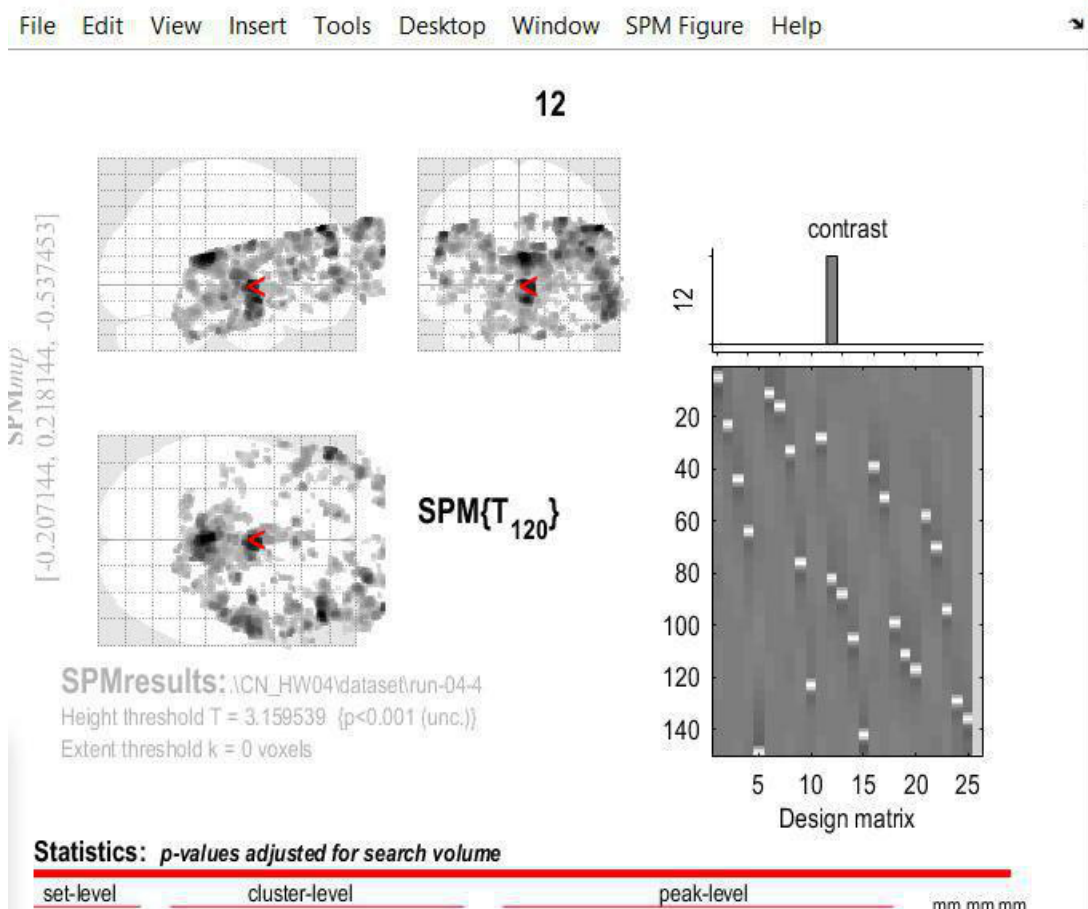 File Edit View Insert Tools Desktop Window SPM Figure Help
12
SPMmip
[-0.207144, 0.218144, -0.537453]
contrast
12
SPM{T120}
20
40
60
80
100
120
140
5 10 15 20 25
Design matrix
SPMresults: .\CN_HW04\dataset\run-04-4
Height threshold T = 3.159539 {p<0.001 (unc.)}
Extent threshold k = 0 voxels
Statistics: p-values adjusted for search volume
set-level cluster-level peak-level mm mm mm